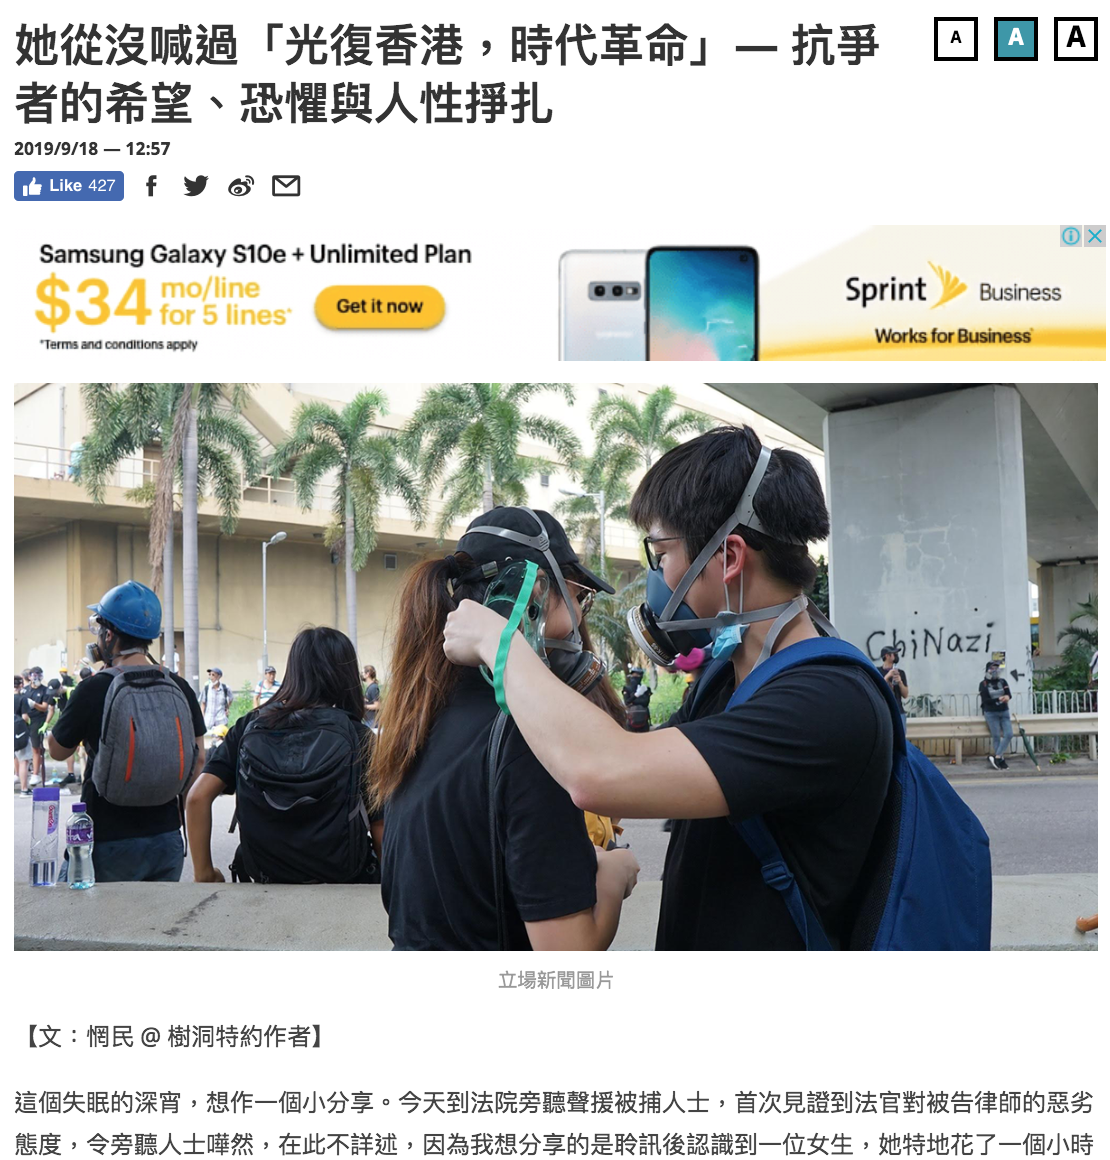 她從沒喊過「光復香港，時代革命」— 抗爭
者的希望、恐懼與人性掙扎
A
A
A
2019/9/18 — 12:57
Like 427
Samsung Galaxy S10e + Unlimited Plan
$34 mo/line
for 5 lines*
Get it now
*Terms and conditions apply
Sprint Business
Works for Business
ChiNazi
立場新聞圖片
【文：惘民 @ 樹洞特約作者】
這個失眠的深宵，想作一個小分享。今天到法院旁聽聲援被捕人士，首次見證到法官對被告律師的惡劣
態度，令旁聽人士嘩然，在此不詳述，因為我想分享的是聆訊後認識到一位女生，她特地花了一個小時